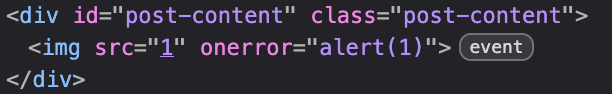 <div id="post-content" class="post-content">
<img src="1" onerror="alert(1)"> event
</div>